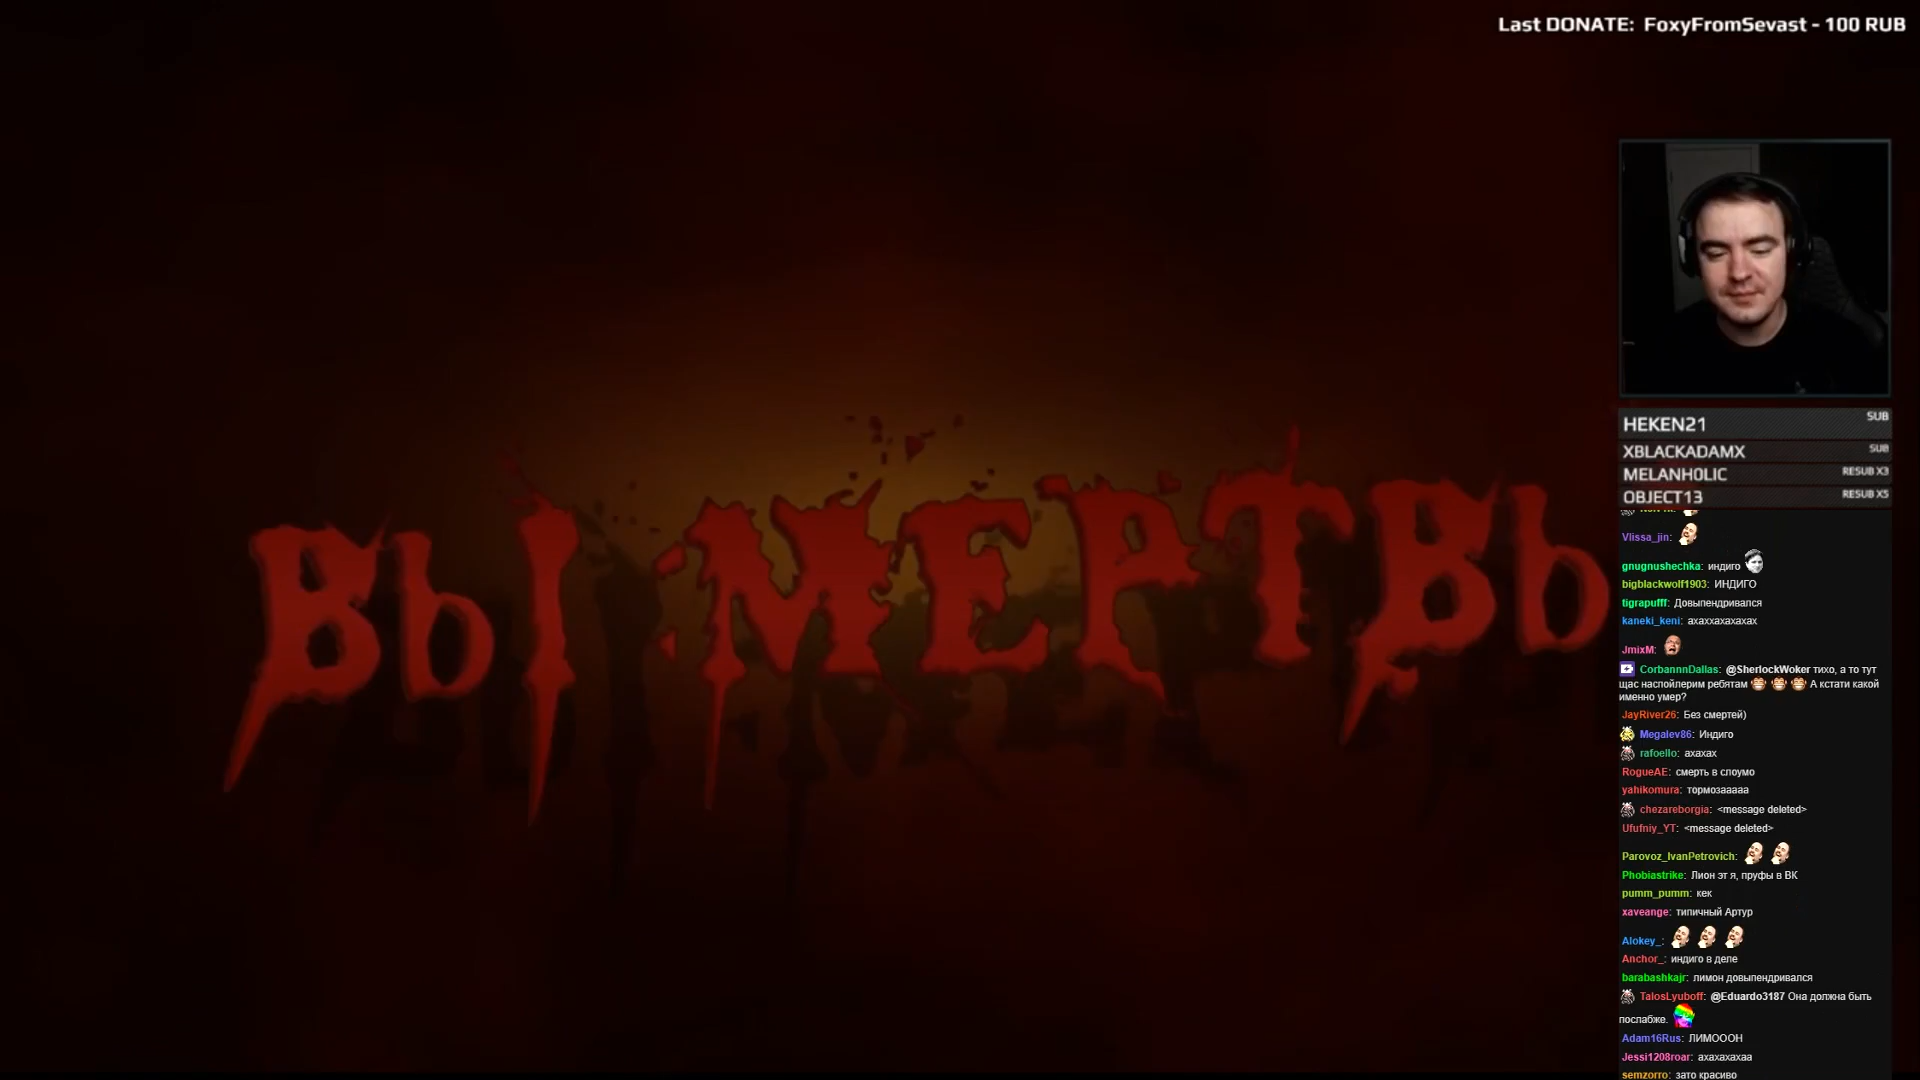 Last DONATE: FoxyFromSevast - 100 RUB
ВЫ МЕРТВЫ
HEKEN21 SUB
XBLACKADAMX SUB
MELANHOLIC RESUB X3
OBJECT13 RESUB X5
Vlissa_jin:
gnugnushechka: индиго
bigblackwolf1903: ИНДИГО
tigrapufff: Довыпендривался
kaneki_keni: ахаххахахахах
JmixM:
CorbannnDallas: @SherlockWoker тихо, а то тут
щас наспойлерим ребятам А кстати какой
именно умер?
JayRiver26: Без смертей)
Megalev86: Индиго
rafoello: ахахах
RogueAE: смерть в слоумо
yahikomura: тормозааааа
chezareborgia: <message deleted>
Ufufniy_YT: <message deleted>
Parovoz_IvanPetrovich:
Phobiastrike: Лион эт я, пруфы в ВК
pumm_pumm: кек
xaveange: типичный Артур
Alokey_:
Anchor_: индиго в деле
barabashkajr: лимон довыпендривался
TalosLyuboff: @Eduardo3187 Она должна быть
послабже.
Adam16Rus: ЛИМОООН
Jessi1208roar: ахахахахаа
semzorro: зато красиво